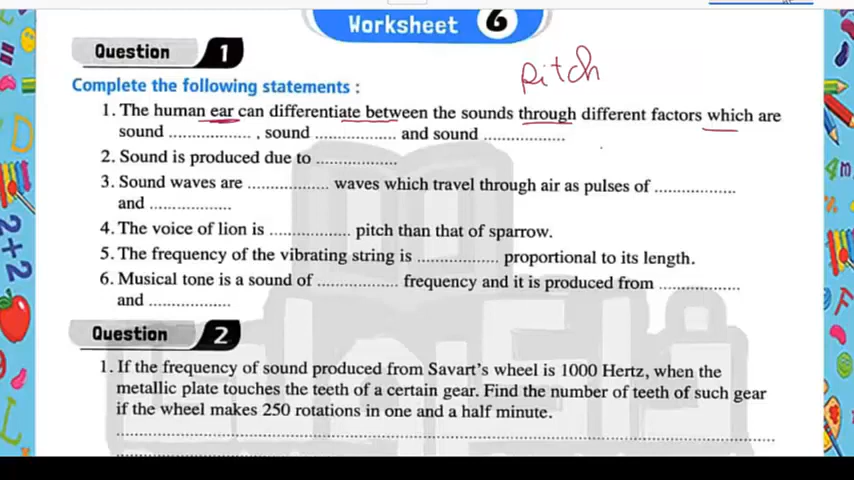 Worksheet 6
Question 1
Pitch
Complete the following statements :
1. The human ear can differentiate between the sounds through different factors which are
sound ................. , sound ................. and sound .................
2. Sound is produced due to .................
3. Sound waves are ................. waves which travel through air as pulses of .................
and .................
4. The voice of lion is ................. pitch than that of sparrow.
5. The frequency of the vibrating string is ................. proportional to its length.
6. Musical tone is a sound of ................. frequency and it is produced from .................
and .................
Question 2
1. If the frequency of sound produced from Savart's wheel is 1000 Hertz, when the
metallic plate touches the teeth of a certain gear. Find the number of teeth of such gear
if the wheel makes 250 rotations in one and a half minute.